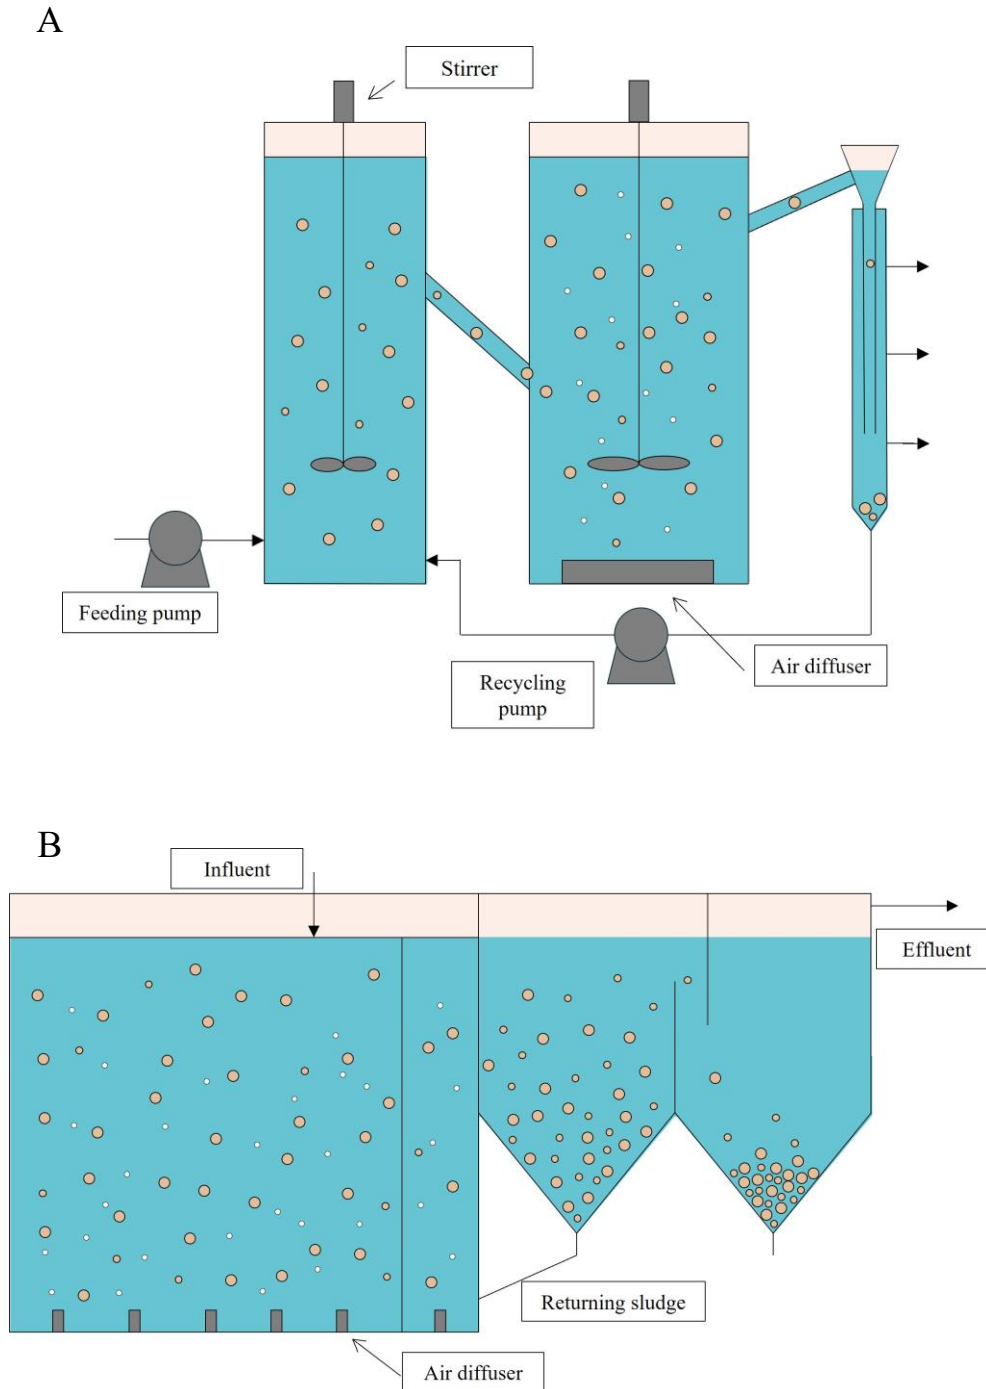 A
Stirrer
Feeding pump
Recycling
pump
Air diffuser
B
Influent
Effluent
Returning sludge
Air diffuser